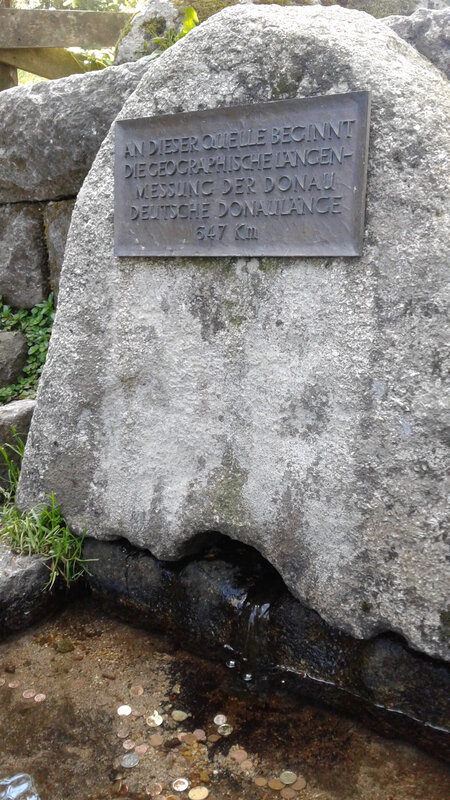 AN DIESER QUELLE BEGINNT
DIE GEOGRAPHISCHE LÄNGEN-
MESSUNG DER DONAU
DEUTSCHE DONAULÄNGE
647 Km